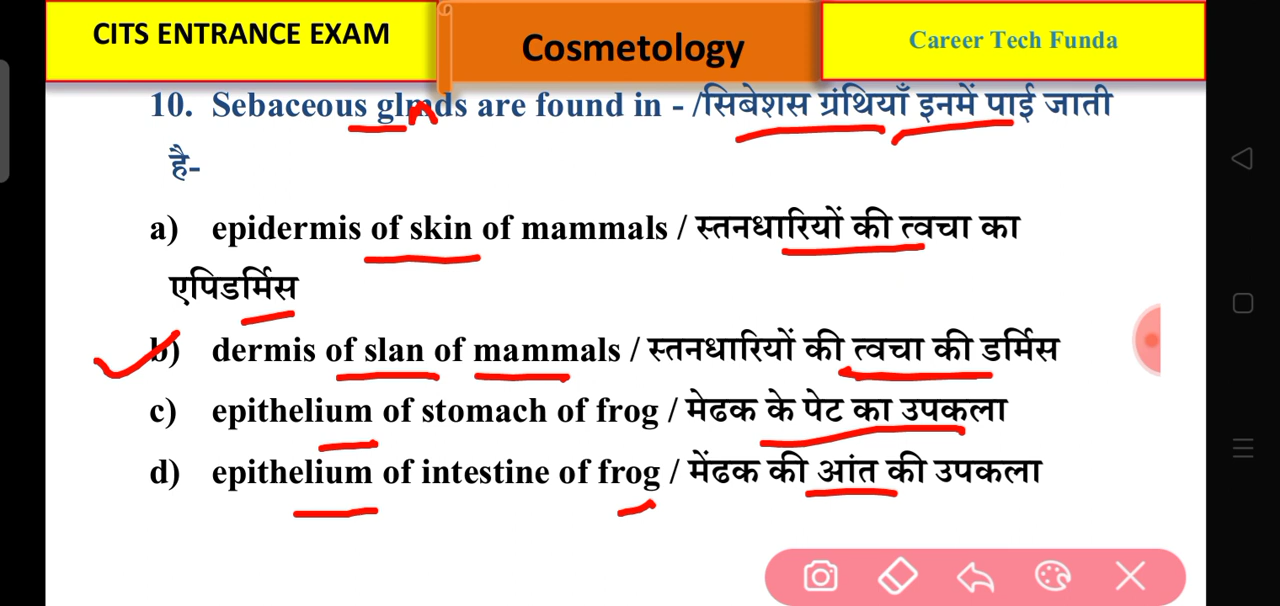 CITS ENTRANCE EXAM
Cosmetology
Career Tech Funda
10. Sebaceous glnds are found in - /सिबेशस ग्रंथियाँ इनमें पाई जाती
है-
a) epidermis of skin of mammals / स्तनधारियों की त्वचा का
एपिडर्मिस
b) dermis of slan of mammals / स्तनधारियों की त्वचा की डर्मिस
c) epithelium of stomach of frog / मेढक के पेट का उपकला
d) epithelium of intestine of frog / मेंढक की आंत की उपकला